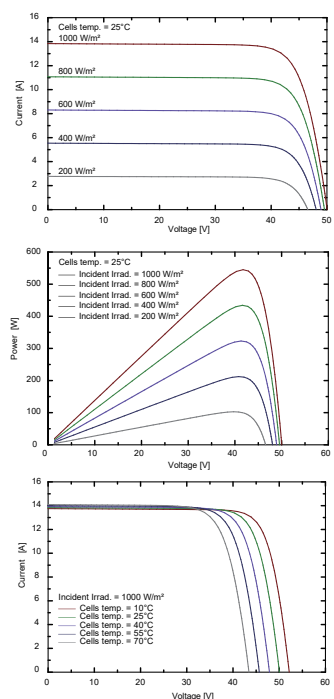 Cells temp. = 25°C
1000 W/m²
800 W/m²
600 W/m²
400 W/m²
200 W/m²
Current [A]
16
14
12
10
8
6
4
2
0
0 10 20 30 40 50
Voltage [V]
Cells temp. = 25°C
Incident Irrad. = 1000 W/m²
Incident Irrad. = 800 W/m²
Incident Irrad. = 600 W/m²
Incident Irrad. = 400 W/m²
Incident Irrad. = 200 W/m²
Power [W]
600
500
400
300
200
100
0
0 10 20 30 40 50 60
Voltage [V]
Current [A]
16
14
12
10
8
6
4
2
0
Incident Irrad. = 1000 W/m²
Cells temp. = 10°C
Cells temp. = 25°C
Cells temp. = 40°C
Cells temp. = 55°C
Cells temp. = 70°C
0 10 20 30 40 50 60
Voltage [V]